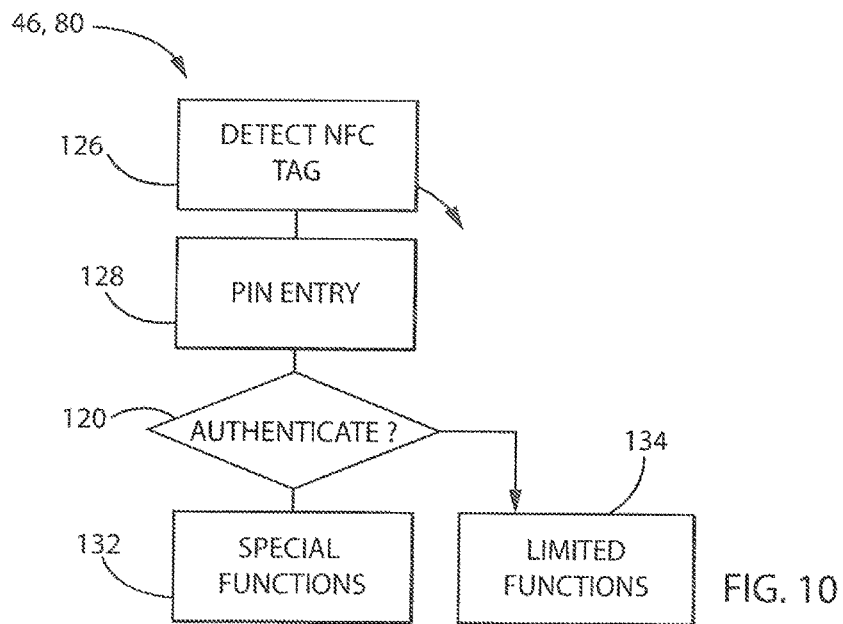 46, 80
DETECT NFC
TAG
126
PIN ENTRY
128
AUTHENTICATE ?
120
134
SPECIAL
FUNCTIONS
132
LIMITED
FUNCTIONS
FIG. 10